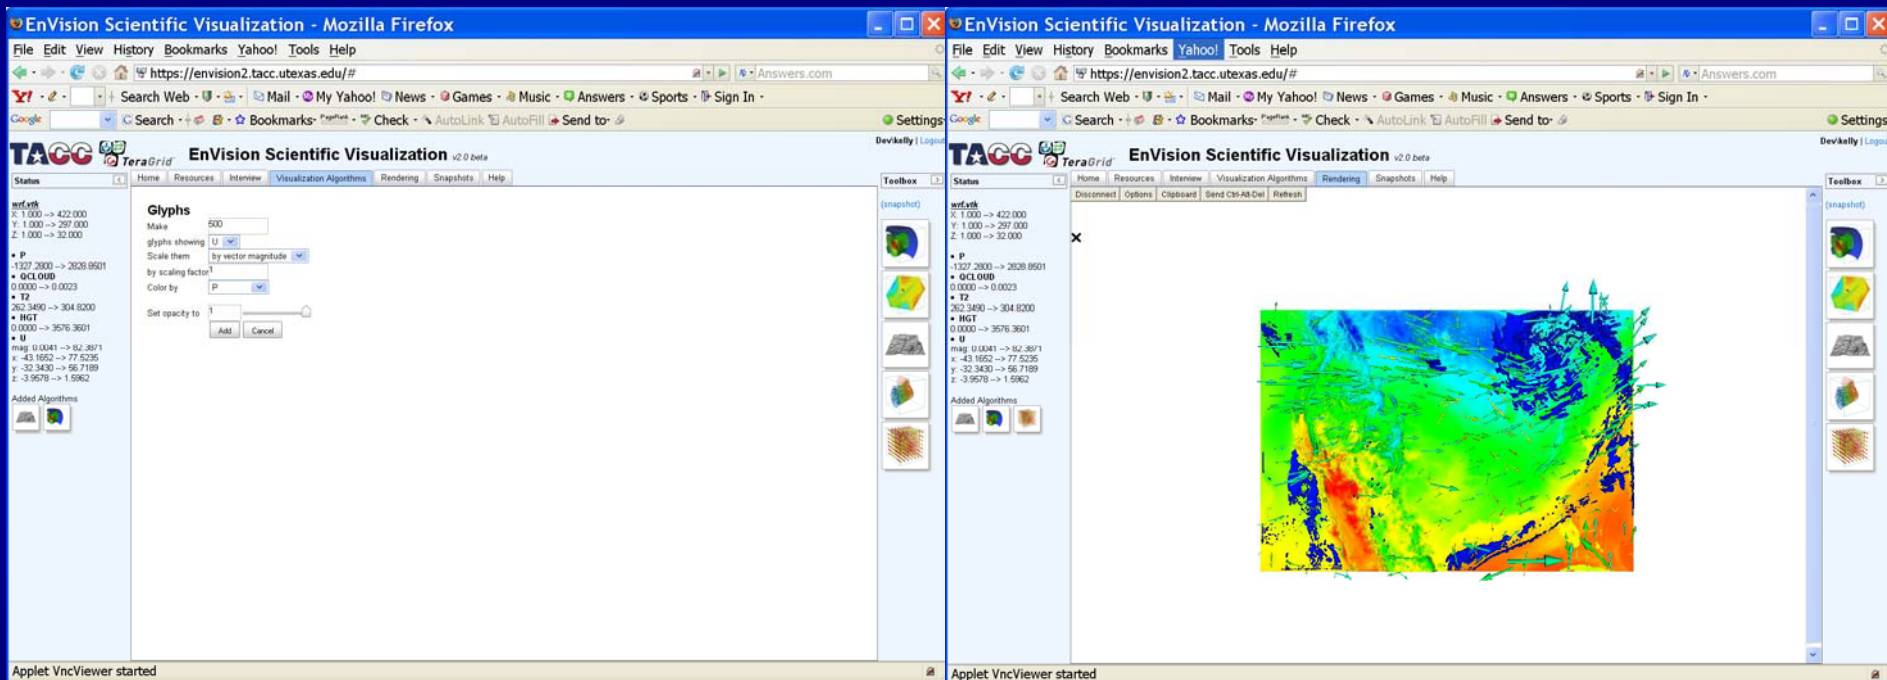 EnVision Scientific Visualization - Mozilla Firefox
File Edit View History Bookmarks Yahoo! Tools Help
https://envision2.tacc.utexas.edu/# Answers.com
Y! Search Web Mail My Yahoo! News Games Music Answers Sports Sign In
Google Search Bookmarks PageRank Check AutoLink AutoFill Send to Settings
Dev\kelly | Logout
TACC TeraGrid EnVision Scientific Visualization v2.0 beta
Status Home Resources Interview Visualization Algorithms Rendering Snapshots Help Toolbox
(snapshot)
wrf.vtk
X: 1.000 --> 422.000
Y: 1.000 --> 297.000
Z: 1.000 --> 32.000
• P
-1327.2800 --> 2828.8501
• QCLOUD
0.0000 --> 0.0023
• T2
262.3490 --> 304.8200
• HGT
0.0000 --> 3576.3601
• U
mag: 0.0041 --> 82.3871
x: -43.1652 --> 77.5235
y: -32.3430 --> 56.7189
z: -3.9578 --> 1.5962
Added Algorithms
Glyphs
Make 500
glyphs showing U
Scale them by vector magnitude
by scaling factor 1
Color by P
Set opacity to 1
Add Cancel
Applet VncViewer started
EnVision Scientific Visualization - Mozilla Firefox
File Edit View History Bookmarks Yahoo! Tools Help
https://envision2.tacc.utexas.edu/# Answers.com
Y! Search Web Mail My Yahoo! News Games Music Answers Sports Sign In
Google Search Bookmarks PageRank Check AutoLink AutoFill Send to Settings
Dev\kelly | Logou
TACC TeraGrid EnVision Scientific Visualization v2.0 beta
Status Home Resources Interview Visualization Algorithms Rendering Snapshots Help Toolbox
Disconnect Options Clipboard Send Ctrl-Alt-Del Refresh
(snapshot)
wrf.vtk
X: 1.000 --> 422.000
Y: 1.000 --> 297.000
Z: 1.000 --> 32.000
• P
-1327.2800 --> 2828.8501
• QCLOUD
0.0000 --> 0.0023
• T2
262.3490 --> 304.8200
• HGT
0.0000 --> 3576.3601
• U
mag: 0.0041 --> 82.3871
x: -43.1652 --> 77.5235
y: -32.3430 --> 56.7189
z: -3.9578 --> 1.5962
Added Algorithms
Applet VncViewer started